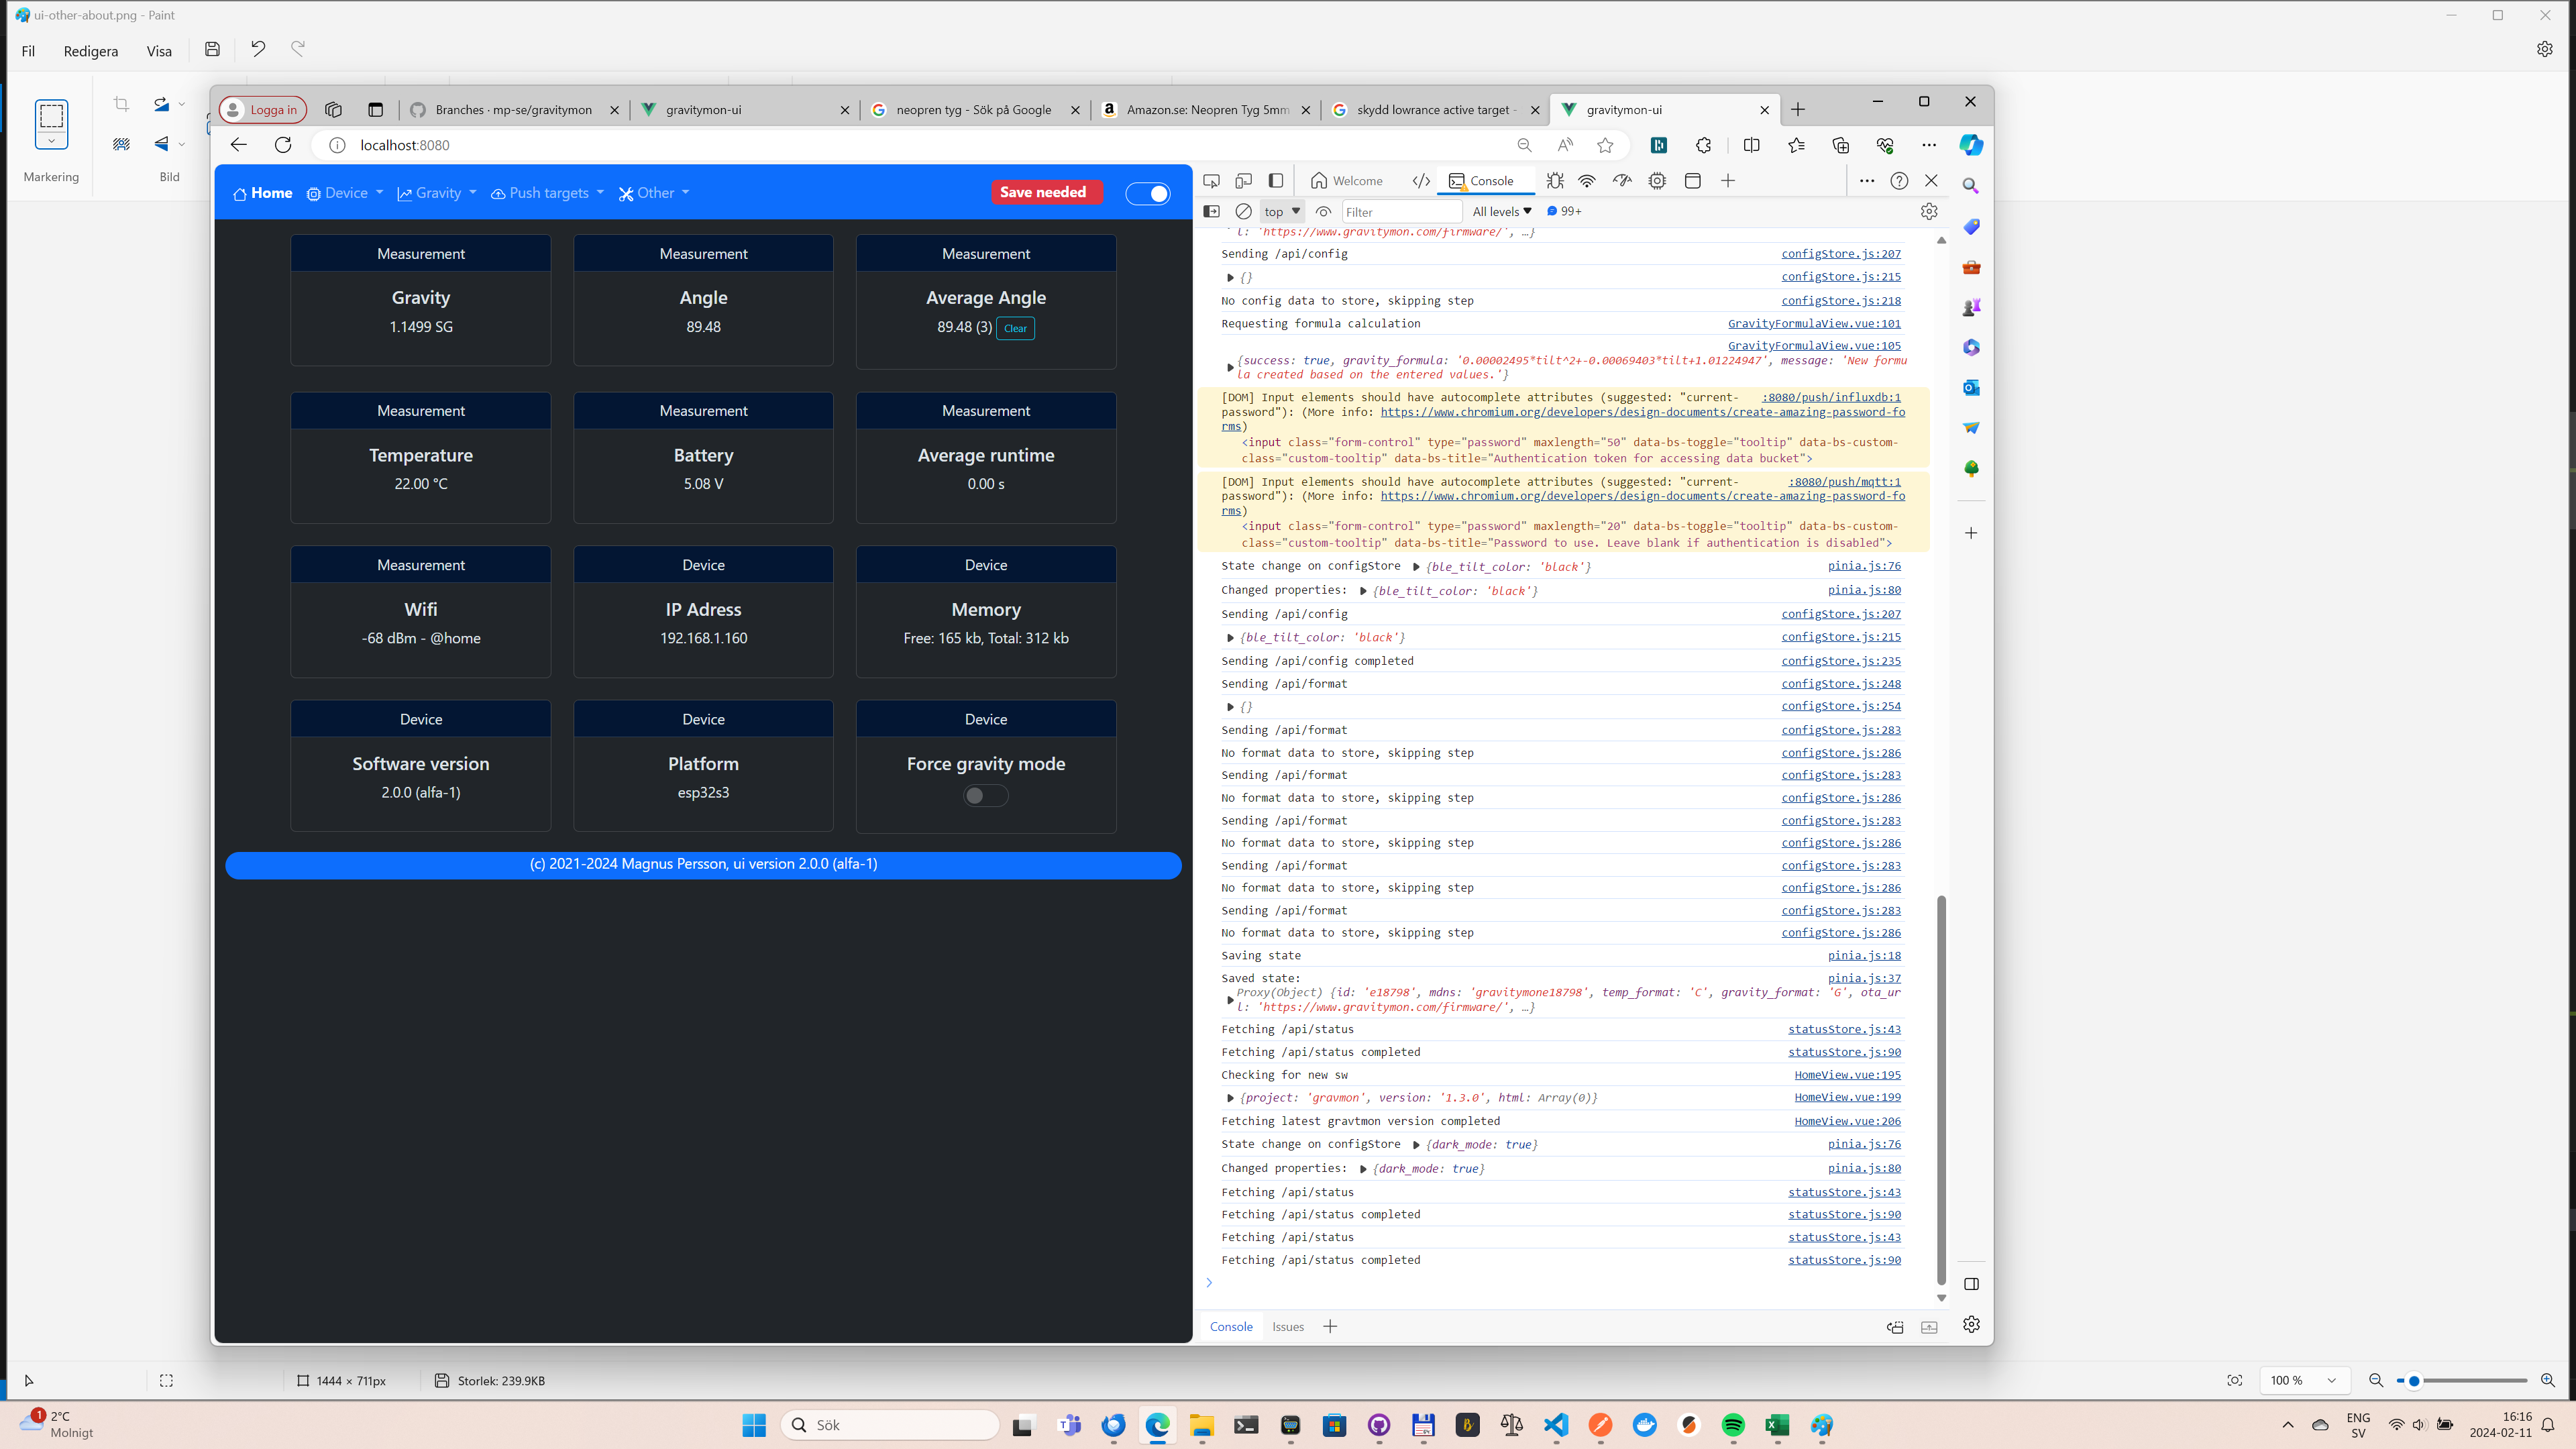 ui-other-about.png - Paint
Fil Redigera Visa
Markering Bild
Logga in Branches · mp-se/gravitymon gravitymon-ui neopren tyg - Sök på Google Amazon.se: Neopren Tyg 5mm skydd lowrance active target - gravitymon-ui
localhost:8080
Home Device Gravity Push targets Other Save needed
Measurement Measurement Measurement
Gravity Angle Average Angle
1.1499 SG 89.48 89.48 (3) Clear
Measurement Measurement Measurement
Temperature Battery Average runtime
22.00 °C 5.08 V 0.00 s
Measurement Device Device
Wifi IP Adress Memory
-68 dBm - @home 192.168.1.160 Free: 165 kb, Total: 312 kb
Device Device Device
Software version Platform Force gravity mode
2.0.0 (alfa-1) esp32s3
(c) 2021-2024 Magnus Persson, ui version 2.0.0 (alfa-1)
Welcome Console
top Filter All levels 99+
l: 'https://www.gravitymon.com/firmware/', …}
Sending /api/config configStore.js:207
{} configStore.js:215
No config data to store, skipping step configStore.js:218
Requesting formula calculation GravityFormulaView.vue:101
GravityFormulaView.vue:105
{success: true, gravity_formula: '0.00002495*tilt^2+-0.00069403*tilt+1.01224947', message: 'New formu
la created based on the entered values.'}
[DOM] Input elements should have autocomplete attributes (suggested: "current- :8080/push/influxdb:1
password"): (More info: https://www.chromium.org/developers/design-documents/create-amazing-password-fo
rms)
<input class="form-control" type="password" maxlength="50" data-bs-toggle="tooltip" data-bs-custom-
class="custom-tooltip" data-bs-title="Authentication token for accessing data bucket">
[DOM] Input elements should have autocomplete attributes (suggested: "current- :8080/push/mqtt:1
password"): (More info: https://www.chromium.org/developers/design-documents/create-amazing-password-fo
rms)
<input class="form-control" type="password" maxlength="20" data-bs-toggle="tooltip" data-bs-custom-
class="custom-tooltip" data-bs-title="Password to use. Leave blank if authentication is disabled">
State change on configStore {ble_tilt_color: 'black'} pinia.js:76
Changed properties: {ble_tilt_color: 'black'} pinia.js:80
Sending /api/config configStore.js:207
{ble_tilt_color: 'black'} configStore.js:215
Sending /api/config completed configStore.js:235
Sending /api/format configStore.js:248
{} configStore.js:254
Sending /api/format configStore.js:283
No format data to store, skipping step configStore.js:286
Sending /api/format configStore.js:283
No format data to store, skipping step configStore.js:286
Sending /api/format configStore.js:283
No format data to store, skipping step configStore.js:286
Sending /api/format configStore.js:283
No format data to store, skipping step configStore.js:286
Sending /api/format configStore.js:283
No format data to store, skipping step configStore.js:286
Saving state pinia.js:18
Saved state: pinia.js:37
Proxy(Object) {id: 'e18798', mdns: 'gravitymone18798', temp_format: 'C', gravity_format: 'G', ota_ur
l: 'https://www.gravitymon.com/firmware/', …}
Fetching /api/status statusStore.js:43
Fetching /api/status completed statusStore.js:90
Checking for new sw HomeView.vue:195
{project: 'gravmon', version: '1.3.0', html: Array(0)} HomeView.vue:199
Fetching latest gravtmon version completed HomeView.vue:206
State change on configStore {dark_mode: true} pinia.js:76
Changed properties: {dark_mode: true} pinia.js:80
Fetching /api/status statusStore.js:43
Fetching /api/status completed statusStore.js:90
Fetching /api/status statusStore.js:43
Fetching /api/status completed statusStore.js:90
Console Issues
1444 × 711px Storlek: 239.9KB 100 %
1 2°C
Molnigt
Sök
ENG
SV
16:16
2024-02-11